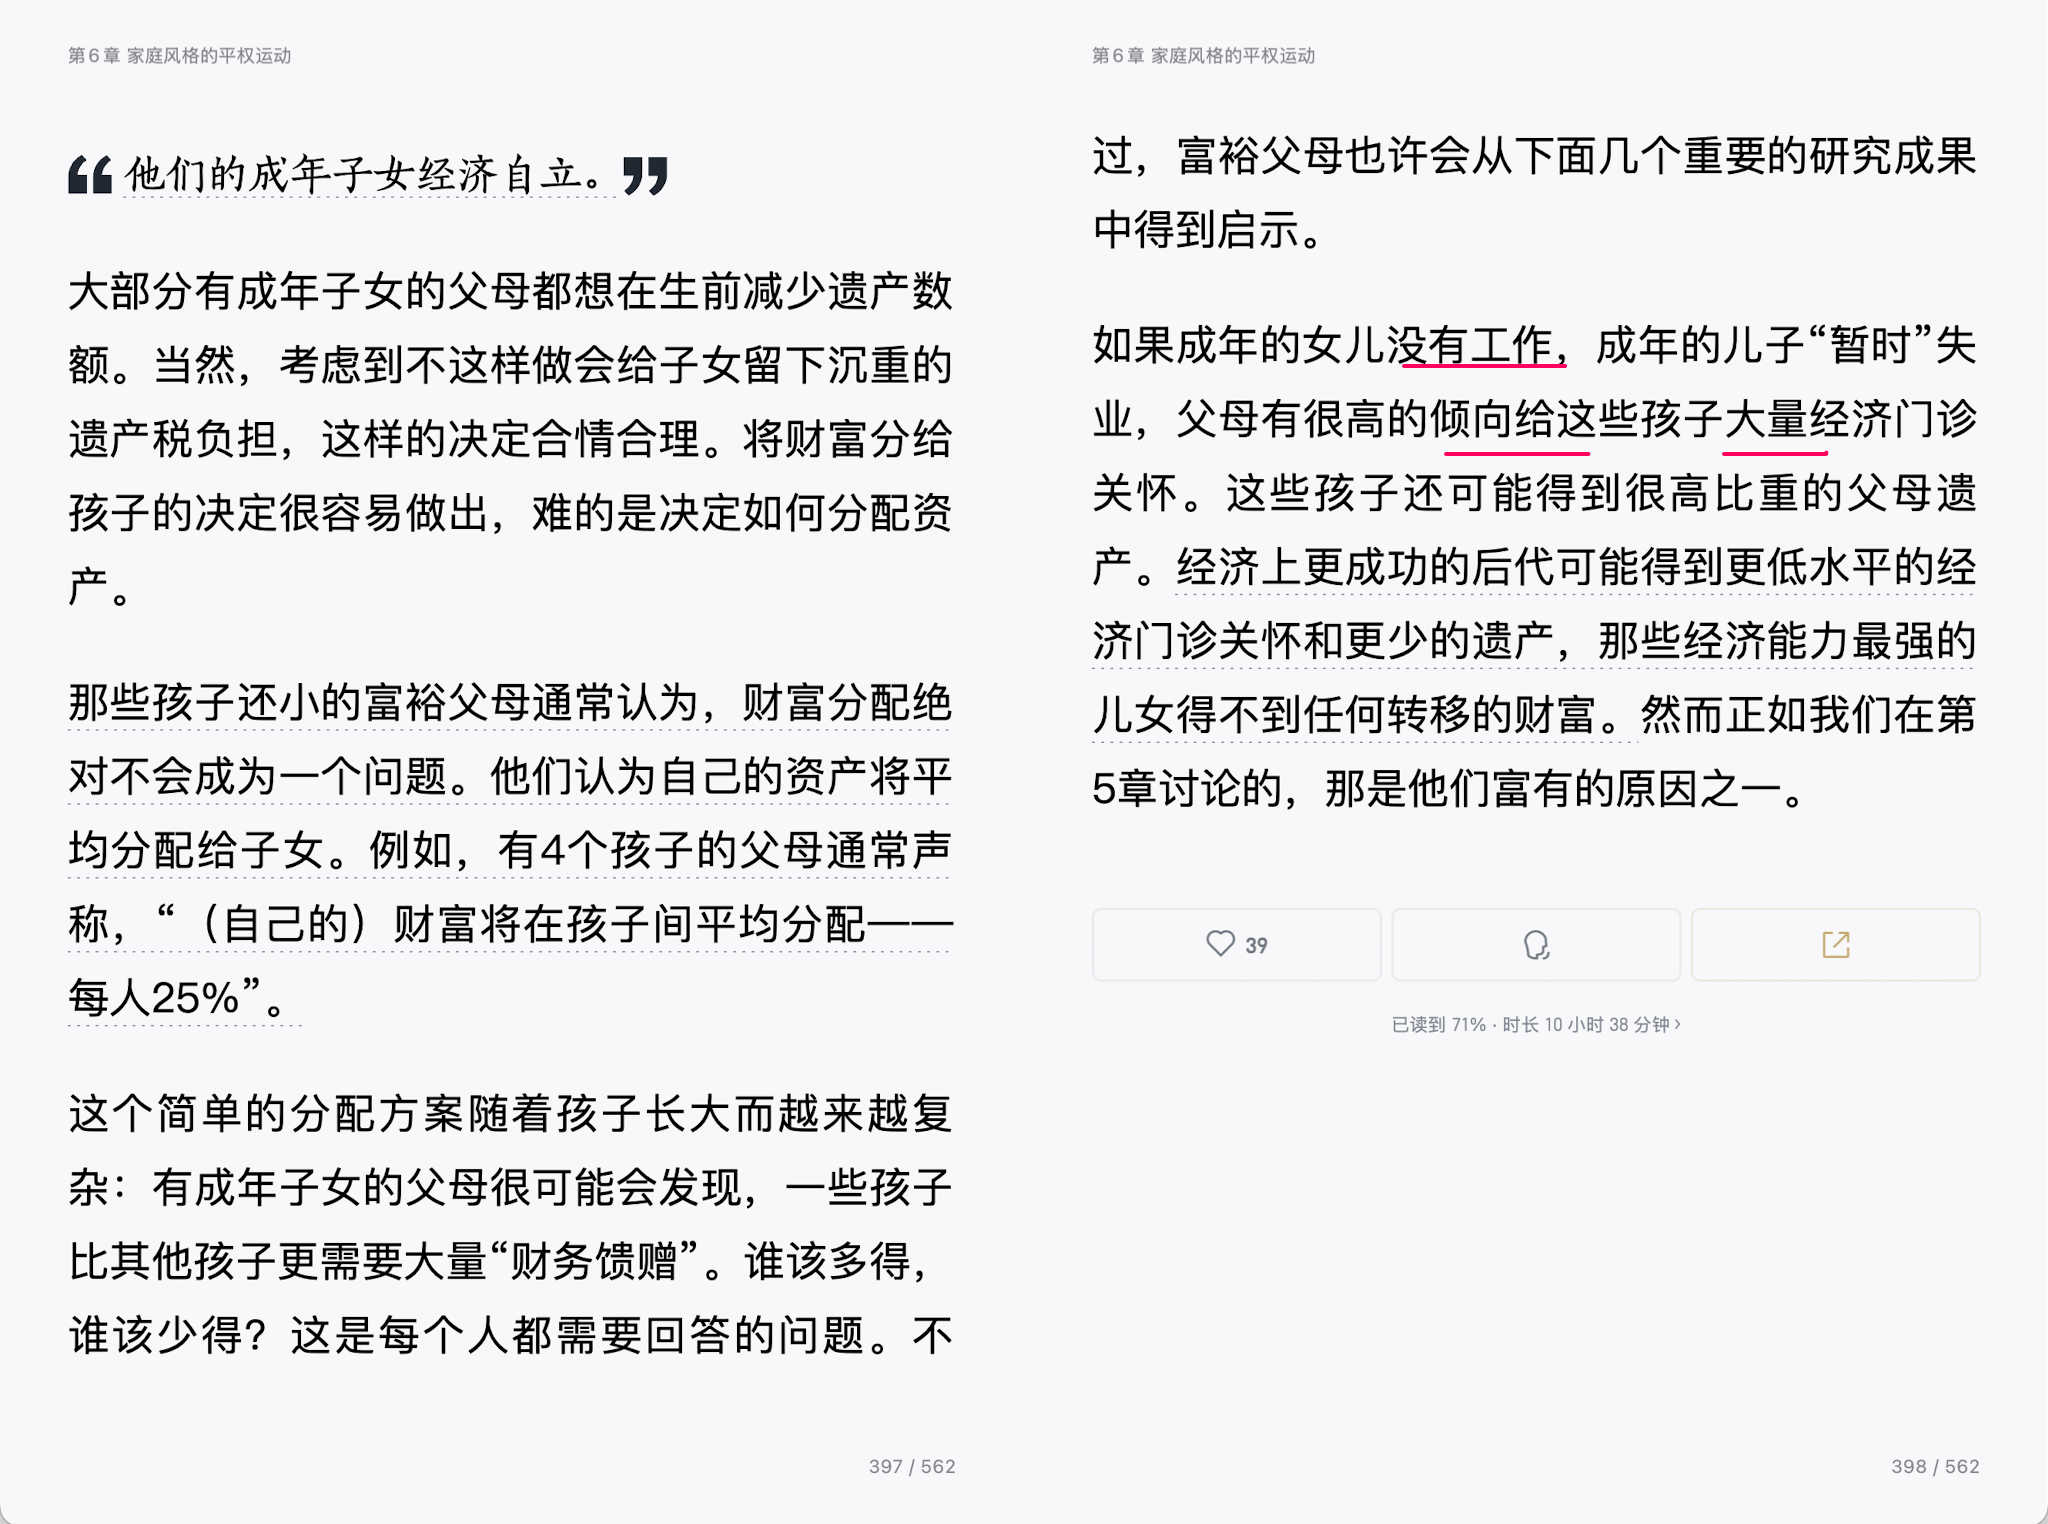 第6章 家庭风格的平权运动
“他们的成年子女经济自立。”
大部分有成年子女的父母都想在生前减少遗产数
额。当然，考虑到不这样做会给子女留下沉重的
遗产税负担，这样的决定合情合理。将财富分给
孩子的决定很容易做出，难的是决定如何分配资
产。
那些孩子还小的富裕父母通常认为，财富分配绝
对不会成为一个问题。他们认为自己的资产将平
均分配给子女。例如，有4个孩子的父母通常声
称，“（自己的）财富将在孩子间平均分配——
每人25%”。
这个简单的分配方案随着孩子长大而越来越复
杂：有成年子女的父母很可能会发现，一些孩子
比其他孩子更需要大量“财务馈赠”。谁该多得，
谁该少得？这是每个人都需要回答的问题。不
397 / 562
第6章 家庭风格的平权运动
过，富裕父母也许会从下面几个重要的研究成果
中得到启示。
如果成年的女儿没有工作，成年的儿子“暂时”失
业，父母有很高的倾向给这些孩子大量经济门诊
关怀。这些孩子还可能得到很高比重的父母遗
产。经济上更成功的后代可能得到更低水平的经
济门诊关怀和更少的遗产，那些经济能力最强的
儿女得不到任何转移的财富。然而正如我们在第
5章讨论的，那是他们富有的原因之一。
39
已读到 71% · 时长 10 小时 38 分钟 ›
398 / 562